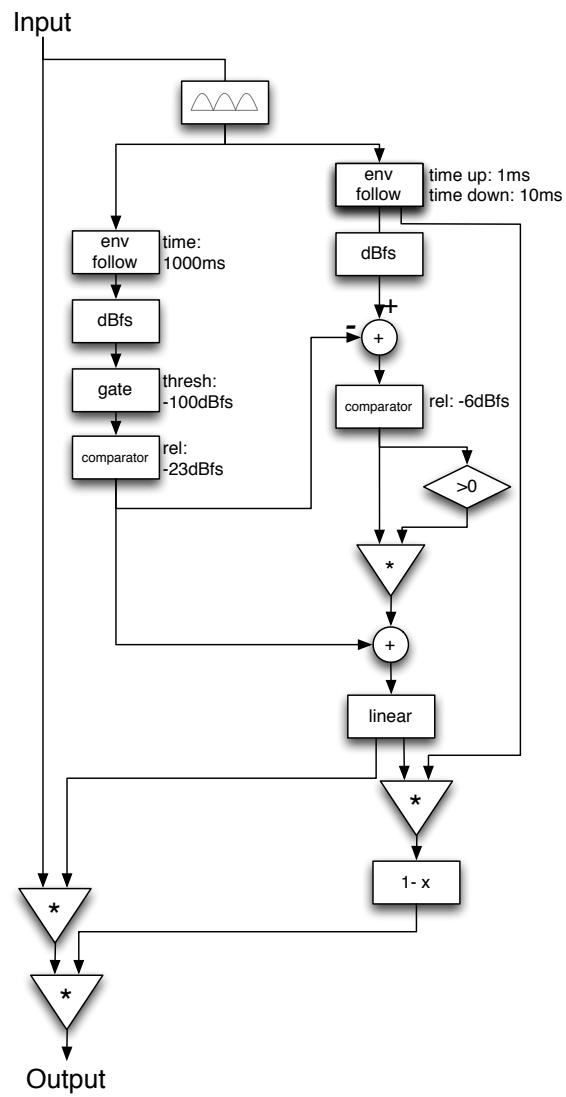 Input
env
follow
time up: 1ms
time down: 10ms
env
follow
time:
1000ms
dBfs
dBfs
+
-
+
gate
thresh:
-100dBfs
comparator
rel: -6dBfs
comparator
rel:
-23dBfs
>0
*
+
linear
*
1- x
*
*
Output